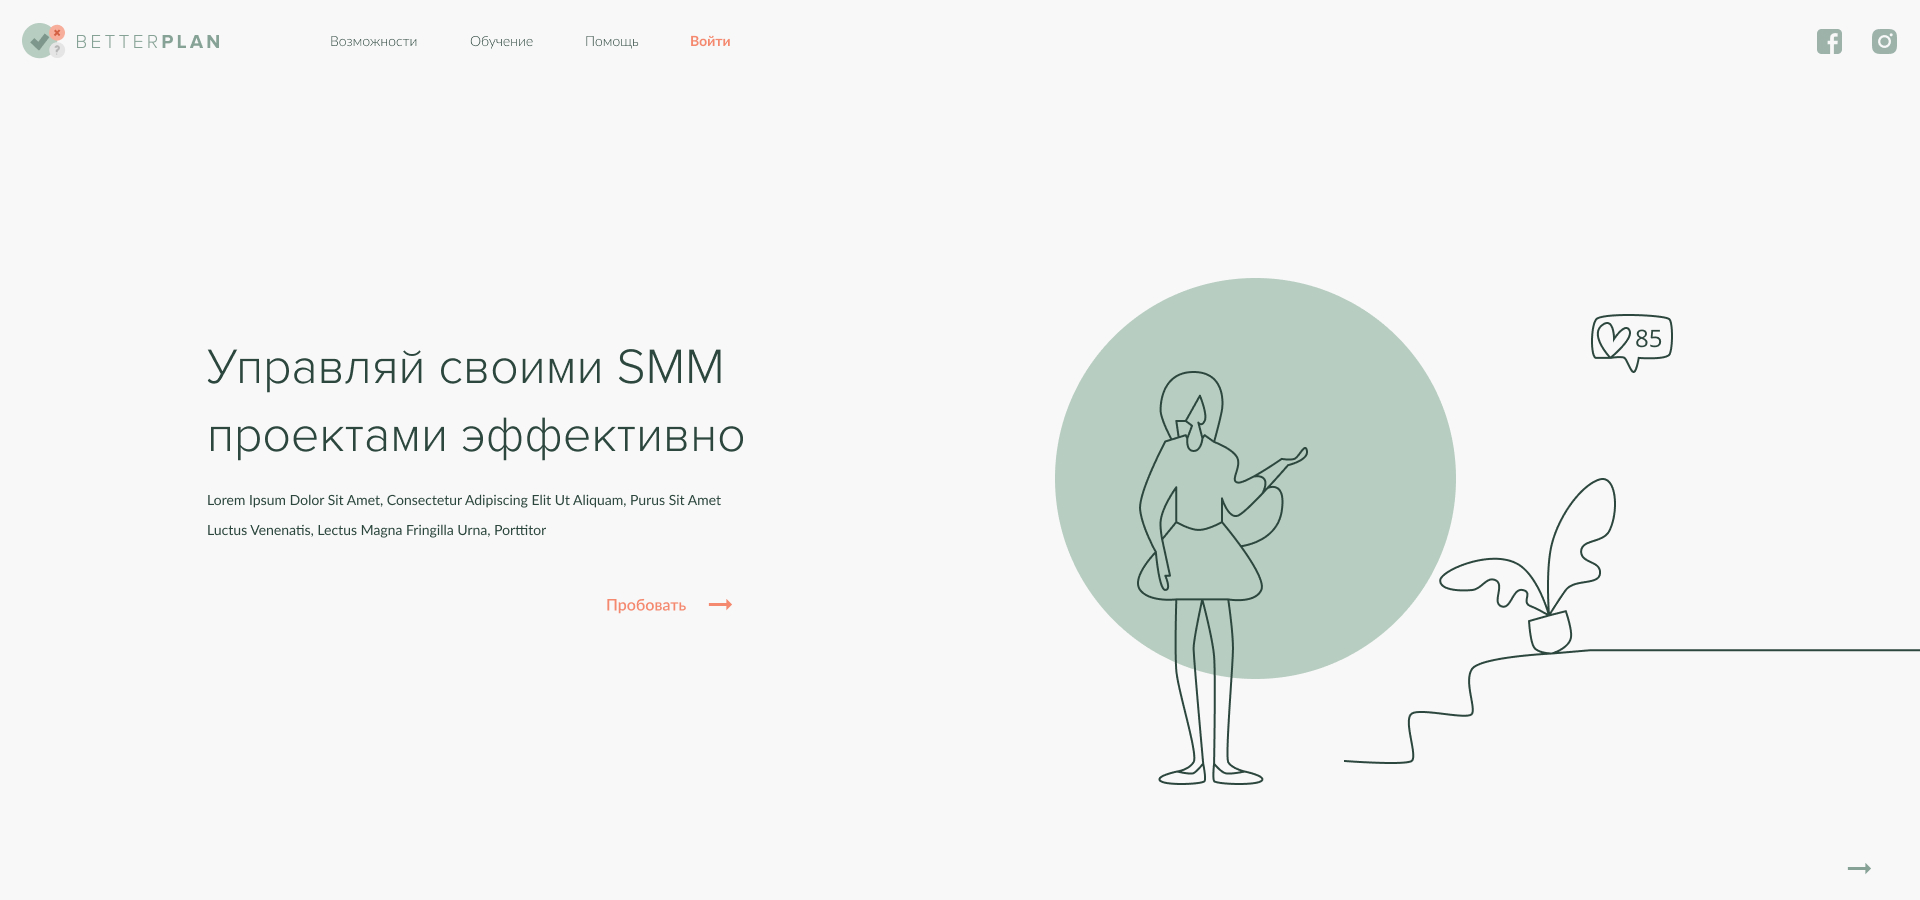 BETTERPLAN
Возможности
Обучение
Помощь
Войти
Управляй своими SMM
проектами эффективно
Lorem Ipsum Dolor Sit Amet, Consectetur Adipiscing Elit Ut Aliquam, Purus Sit Amet
Luctus Venenatis, Lectus Magna Fringilla Urna, Porttitor
Пробовать
85